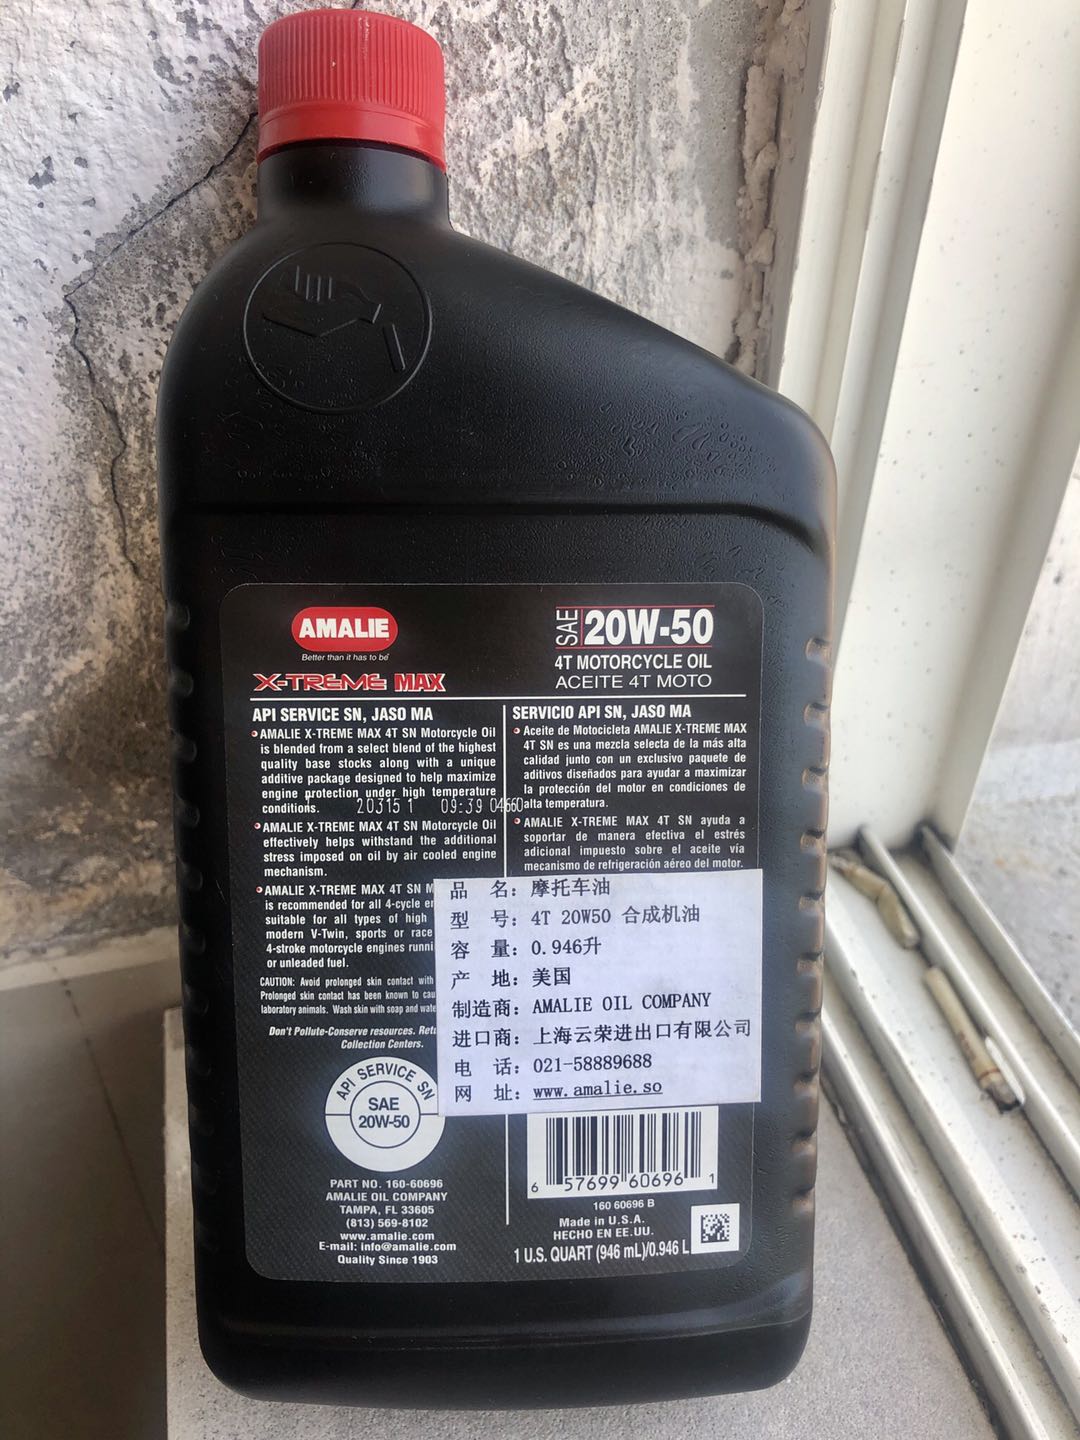 AMALIE
Better than it has to be
X-TREME MAX
SAE 20W-50
4T MOTORCYCLE OIL
ACEITE 4T MOTO
API SERVICE SN, JASO MA
AMALIE X-TREME MAX 4T SN Motorcycle Oil
is blended from a select blend of the highest
quality base stocks along with a unique
additive package designed to help maximize
engine protection under high temperature
conditions.
20315 1 09:39 04660
AMALIE X-TREME MAX 4T SN Motorcycle Oil
effectively helps withstand the additional
stress imposed on oil by air cooled engine
mechanism.
AMALIE X-TREME MAX 4T SN M
is recommended for all 4-cycle en
suitable for all types of high
modern V-Twin, sports or race
4-stroke motorcycle engines runni
or unleaded fuel.
CAUTION: Avoid prolonged skin contact with
Prolonged skin contact has been known to cau
laboratory animals. Wash skin with soap and wate
Don't Pollute-Conserve resources. Retu
Collection Centers.
SERVICIO API SN, JASO MA
Aceite de Motocicleta AMALIE X-TREME MAX
4T SN es una mezcla selecta de la más alta
calidad junto con un exclusivo paquete de
aditivos diseñados para ayudar a maximizar
la protección del motor en condiciones de
alta temperatura.
AMALIE X-TREME MAX 4T SN ayuda a
soportar de manera efectiva el estrés
adicional impuesto sobre el aceite vía
mecanismo de refrigeración aéreo del motor.
品 名: 摩托车油
型 号: 4T 20W50 合成机油
容 量: 0.946升
产 地: 美国
制造商: AMALIE OIL COMPANY
进口商: 上海云荣进出口有限公司
电 话: 021-58889688
网 址: www.amalie.so
API SERVICE SN
SAE
20W-50
PART NO. 160-60696
AMALIE OIL COMPANY
TAMPA, FL 33605
(813) 569-8102
www.amalie.com
E-mail: info@amalie.com
Quality Since 1903
6 57699 60696 1
160 60696 B
Made in U.S.A.
HECHO EN EE.UU.
1 U.S. QUART (946 mL)/0.946 L